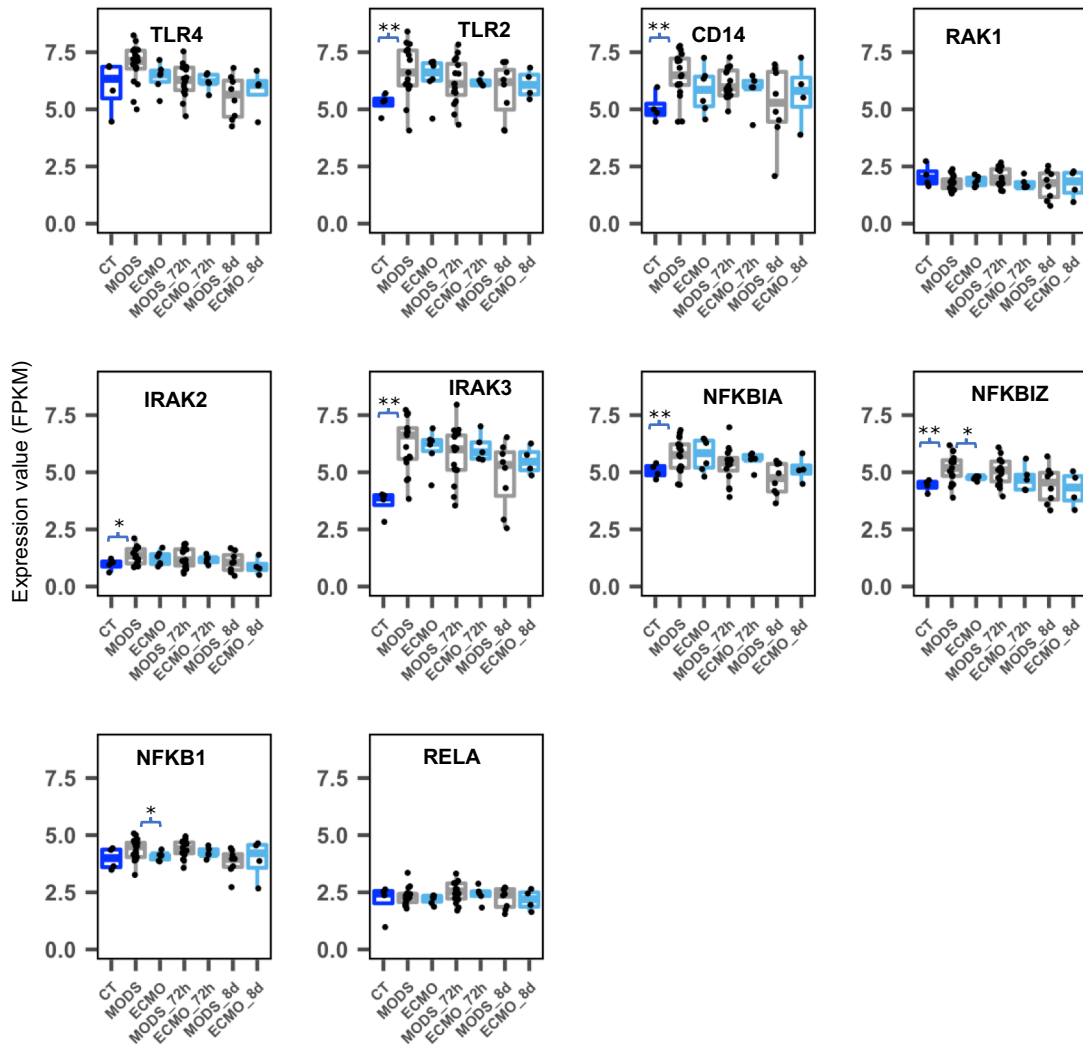 TLR4
TLR2
CD14
RAK1
** **
7.5 7.5 7.5 7.5
5.0 5.0 5.0 5.0
2.5 2.5 2.5 2.5
0.0 0.0 0.0 0.0
CT MODS ECMO MODS_72h ECMO_72h MODS_8d ECMO_8d
CT MODS ECMO MODS_72h ECMO_72h MODS_8d ECMO_8d
CT MODS ECMO MODS_72h ECMO_72h MODS_8d ECMO_8d
CT MODS ECMO MODS_72h ECMO_72h MODS_8d ECMO_8d
Expression value (FPKM)
IRAK2
IRAK3
NFKBIA
NFKBIZ
* ** ** ** *
7.5 7.5 7.5 7.5
5.0 5.0 5.0 5.0
2.5 2.5 2.5 2.5
0.0 0.0 0.0 0.0
CT MODS ECMO MODS_72h ECMO_72h MODS_8d ECMO_8d
CT MODS ECMO MODS_72h ECMO_72h MODS_8d ECMO_8d
CT MODS ECMO MODS_72h ECMO_72h MODS_8d ECMO_8d
CT MODS ECMO MODS_72h ECMO_72h MODS_8d ECMO_8d
NFKB1
RELA
*
7.5 7.5
5.0 5.0
2.5 2.5
0.0 0.0
CT MODS ECMO MODS_72h ECMO_72h MODS_8d ECMO_8d
CT MODS ECMO MODS_72h ECMO_72h MODS_8d ECMO_8d